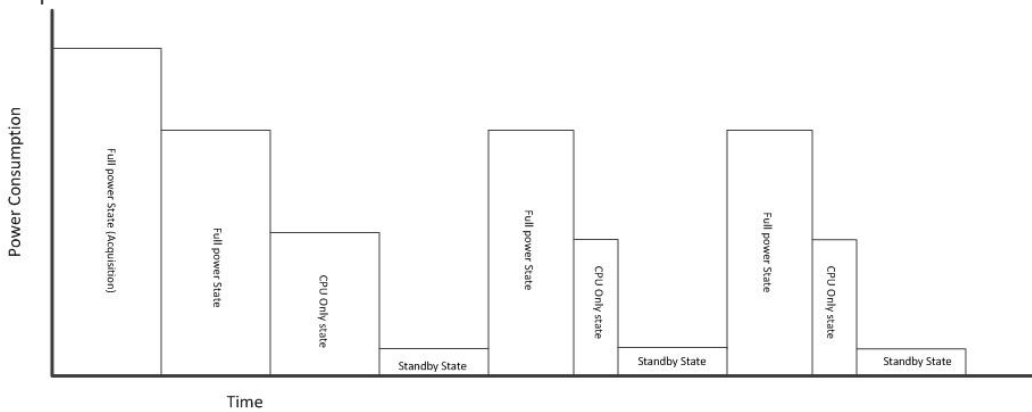 Power Consumption
Full power State (Acquisition)
Full power State
CPU Only state
Standby State
Full power State
CPU Only state
Standby State
Full power State
CPU Only state
Standby State
Time